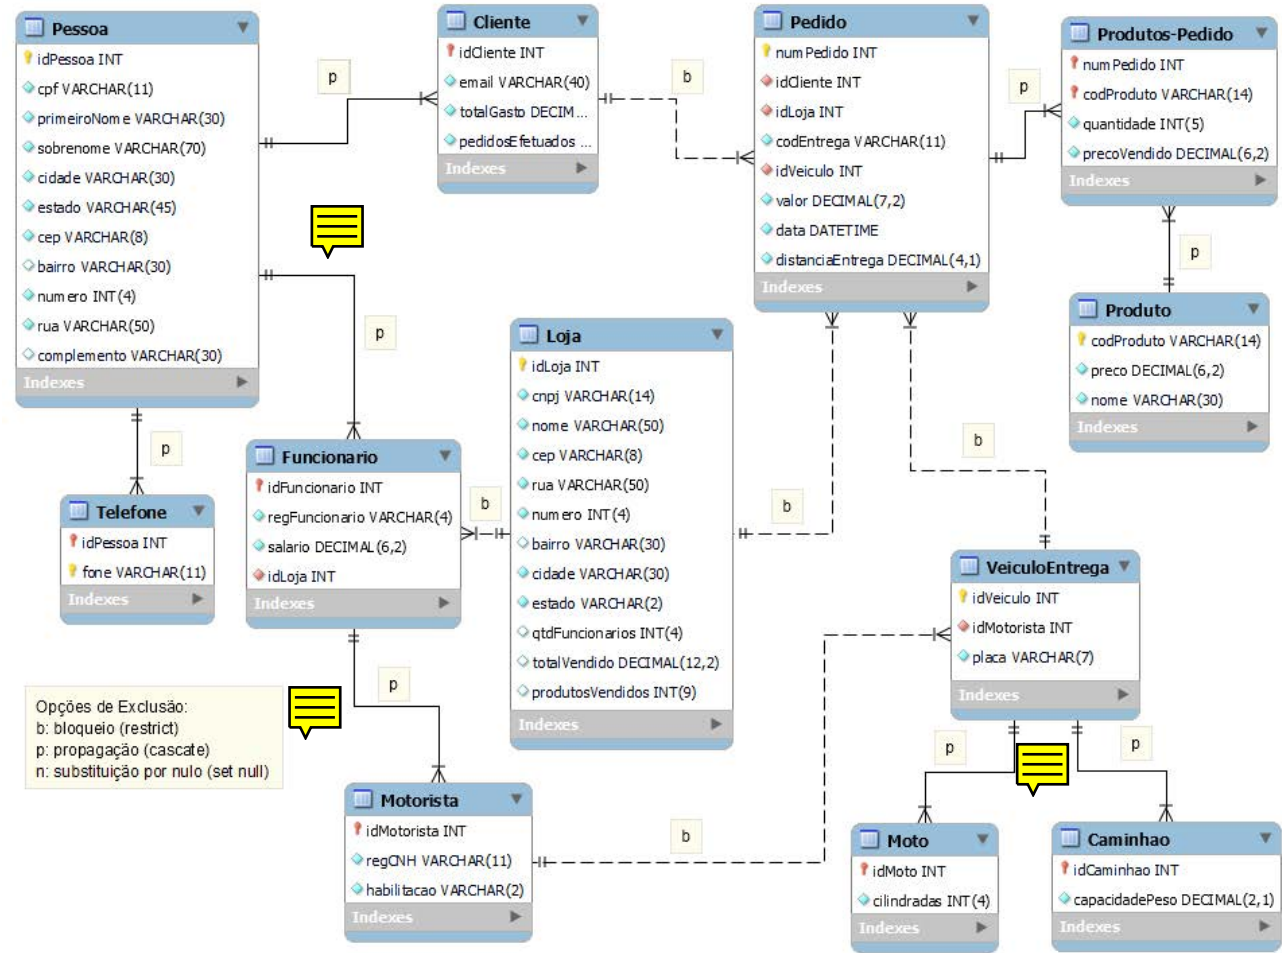 Pessoa
idPessoa INT
cpf VARCHAR(11)
primeiroNome VARCHAR(30)
sobrenome VARCHAR(70)
cidade VARCHAR(30)
estado VARCHAR(45)
cep VARCHAR(8)
bairro VARCHAR(30)
numero INT(4)
rua VARCHAR(50)
complemento VARCHAR(30)
Indexes
p
Cliente
idCliente INT
email VARCHAR(40)
totalGasto DECIM...
pedidosEfetuados ...
Indexes
b
Pedido
numPedido INT
idCliente INT
idLoja INT
codEntrega VARCHAR(11)
idVeiculo INT
valor DECIMAL(7,2)
data DATETIME
distanciaEntrega DECIMAL(4,1)
Indexes
p
Produtos-Pedido
numPedido INT
codProduto VARCHAR(14)
quantidade INT(5)
precoVendido DECIMAL(6,2)
Indexes
p
Produto
codProduto VARCHAR(14)
preco DECIMAL(6,2)
nome VARCHAR(30)
Indexes
p
p
Telefone
idPessoa INT
fone VARCHAR(11)
Indexes
Funcionario
idFuncionario INT
regFuncionario VARCHAR(4)
salario DECIMAL(6,2)
idLoja INT
Indexes
b
Loja
idLoja INT
cnpj VARCHAR(14)
nome VARCHAR(50)
cep VARCHAR(8)
rua VARCHAR(50)
numero INT(4)
bairro VARCHAR(30)
cidade VARCHAR(30)
estado VARCHAR(2)
qtdFuncionarios INT(4)
totalVendido DECIMAL(12,2)
produtosVendidos INT(9)
Indexes
b
b
VeiculoEntrega
idVeiculo INT
idMotorista INT
placa VARCHAR(7)
Indexes
Opções de Exclusão:
b: bloqueio (restrict)
p: propagação (cascate)
n: substituição por nulo (set null)
p
Motorista
idMotorista INT
regCNH VARCHAR(11)
habilitacao VARCHAR(2)
Indexes
b
p
p
Moto
idMoto INT
cilindradas INT(4)
Indexes
Caminhao
idCaminhao INT
capacidadePeso DECIMAL(2,1)
Indexes